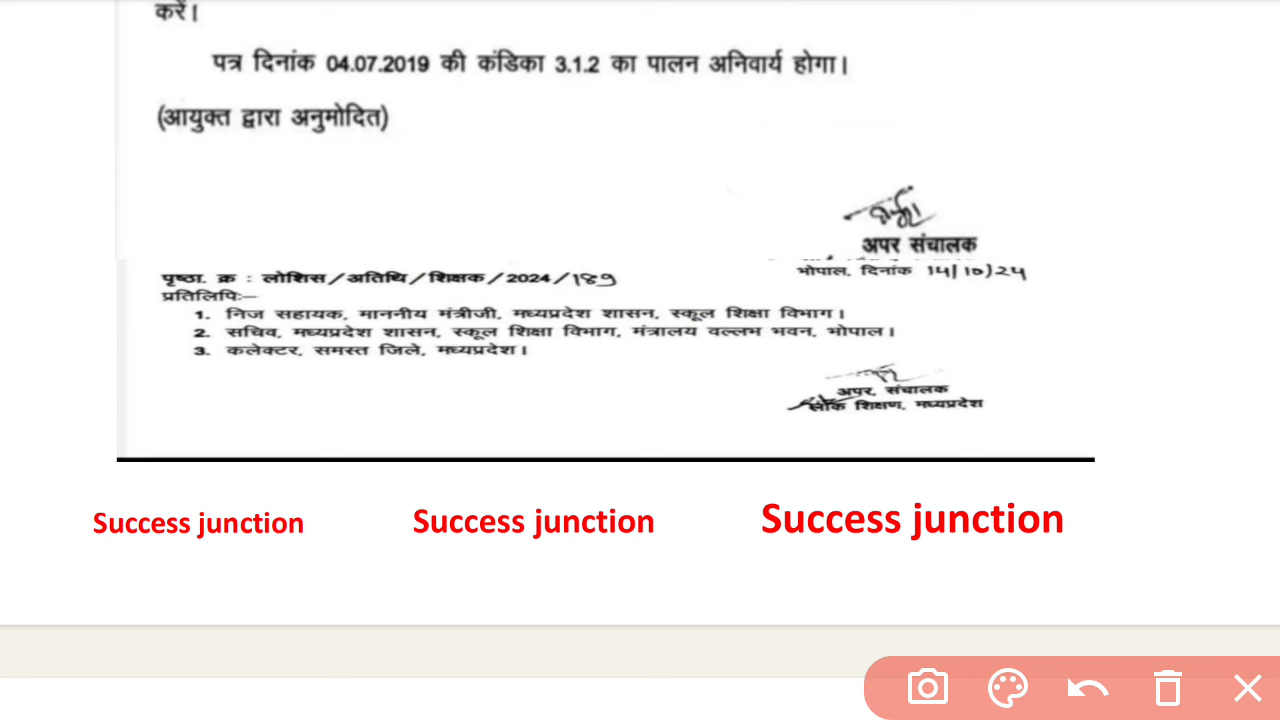 करें।
पत्र दिनांक 04.07.2019 की कंडिका 3.1.2 का पालन अनिवार्य होगा।
(आयुक्त द्वारा अनुमोदित)
अपर संचालक
पृष्ठा. क्र : लोशिस/अतिथि/शिक्षक/2024/189
भोपाल, दिनांक 14/10/24
प्रतिलिपिः—
1. निज सहायक, माननीय मंत्रीजी, मध्यप्रदेश शासन, स्कूल शिक्षा विभाग।
2. सचिव, मध्यप्रदेश शासन, स्कूल शिक्षा विभाग, मंत्रालय वल्लभ भवन, भोपाल।
3. कलेक्टर, समस्त जिले, मध्यप्रदेश।
अपर. संचालक
लोक शिक्षण, मध्यप्रदेश
Success junction Success junction Success junction